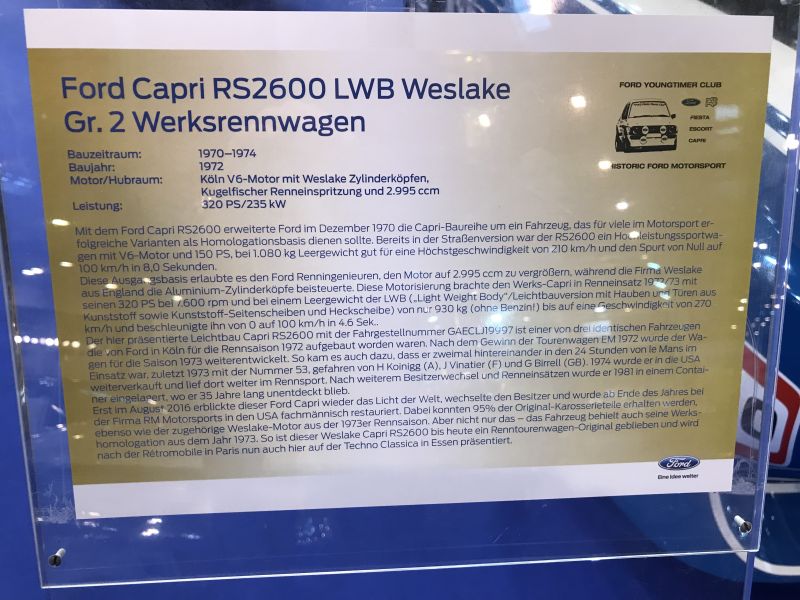 Ford Capri RS2600 LWB Weslake
Gr. 2 Werksrennwagen
FORD YOUNGTIMER CLUB
Ford
FIESTA
ESCORT
CAPRI
HISTORIC FORD MOTORSPORT
Bauzeitraum: 1970–1974
Baujahr: 1972
Motor/Hubraum: Köln V6-Motor mit Weslake Zylinderköpfen,
Kugelfischer Renneinspritzung und 2.995 ccm
Leistung: 320 PS/235 kW
Mit dem Ford Capri RS2600 erweiterte Ford im Dezember 1970 die Capri-Baureihe um ein Fahrzeug, das für viele im Motorsport er-
folgreiche Varianten als Homologationsbasis dienen sollte. Bereits in der Straßenversion war der RS2600 ein Hochleistungssportwa-
gen mit V6-Motor und 150 PS, bei 1.080 kg Leergewicht gut für eine Höchstgeschwindigkeit von 210 km/h und den Spurt von Null auf
100 km/h in 8,0 Sekunden.
Diese Ausgangsbasis erlaubte es den Ford Renningenieuren, den Motor auf 2.995 ccm zu vergrößern, während die Firma Weslake
aus England die Aluminium-Zylinderköpfe beisteuerte. Diese Motorisierung brachte den Werks-Capri in Renneinsatz 1972/73 mit
seinen 320 PS bei 7.600 rpm und bei einem Leergewicht der LWB („Light Weight Body“/Leichtbauversion mit Hauben und Türen aus
Kunststoff sowie Kunststoff-Seitenscheiben und Heckscheibe) von nur 930 kg (ohne Benzin!) bis auf eine Geschwindigkeit von 270
km/h und beschleunigte ihn von 0 auf 100 km/h in 4.6 Sek..
Der hier präsentierte Leichtbau Capri RS2600 mit der Fahrgestellnummer GAECLJ19997 ist einer von drei identischen Fahrzeugen
die von Ford in Köln für die Rennsaison 1972 aufgebaut worden waren. Nach dem Gewinn der Tourenwagen EM 1972 wurde der Wa-
gen für die Saison 1973 weiterentwickelt. So kam es auch dazu, dass er zweimal hintereinander in den 24 Stunden von le Mans im
Einsatz war, zuletzt 1973 mit der Nummer 53, gefahren von H Koinigg (A), J Vinatier (F) und G Birrell (GB). 1974 wurde er in die USA
weiterverkauft und lief dort weiter im Rennsport. Nach weiterem Besitzerwechsel und Renneinsätzen wurde er 1981 in einem Contai-
ner eingelagert, wo er 35 Jahre lang unentdeckt blieb.
Erst im August 2016 erblickte dieser Ford Capri wieder das Licht der Welt, wechselte den Besitzer und wurde ab Ende des Jahres bei
der Firma RM Motorsports in den USA fachmännisch restauriert. Dabei konnten 95% der Original-Karosserieteile erhalten werden,
ebenso wie der zugehörige Weslake-Motor aus der 1973er Rennsaison. Aber nicht nur das – das Fahrzeug behielt auch seine Werks-
homologation aus dem Jahr 1973. So ist dieser Weslake Capri RS2600 bis heute ein Renntourenwagen-Original geblieben und wird
nach der Rétromobile in Paris nun auch hier auf der Techno Classica in Essen präsentiert.
Ford
Eine Idee weiter